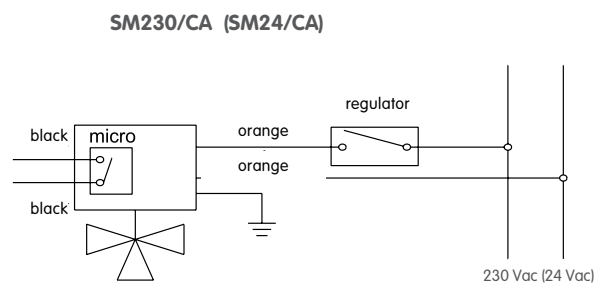 SM230/CA (SM24/CA)
regulator
black
micro
orange
orange
black
230 Vac (24 Vac)